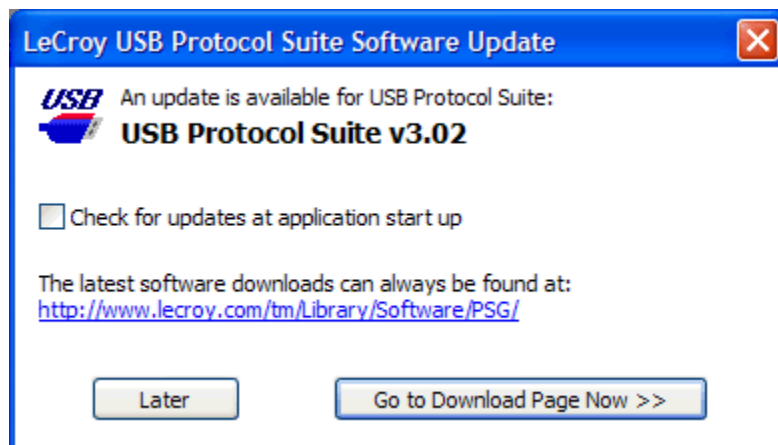 LeCroy USB Protocol Suite Software Update
USB
An update is available for USB Protocol Suite:
USB Protocol Suite v3.02
Check for updates at application start up
The latest software downloads can always be found at:
http://www.lecroy.com/tm/Library/Software/PSG/
Later
Go to Download Page Now >>